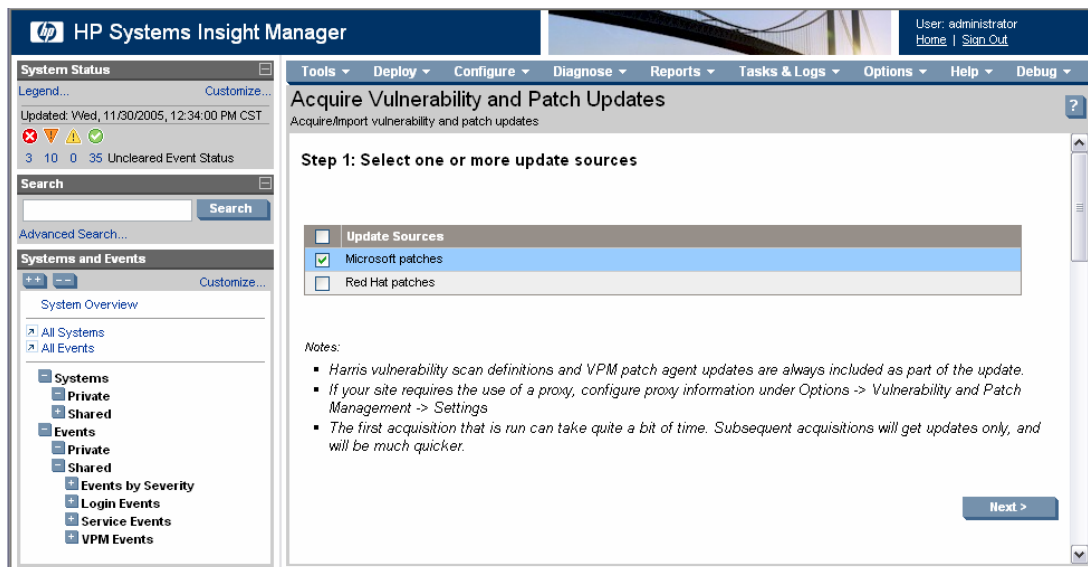 hp HP Systems Insight Manager
User: administrator
Home | Sign Out
System Status
Legend... Customize...
Updated: Wed, 11/30/2005, 12:34:00 PM CST
3 10 0 35 Uncleared Event Status
Search
Search
Advanced Search...
Systems and Events
Customize...
System Overview
All Systems
All Events
Systems
Private
Shared
Events
Private
Shared
Events by Severity
Login Events
Service Events
VPM Events
Tools Deploy Configure Diagnose Reports Tasks & Logs Options Help Debug
Acquire Vulnerability and Patch Updates
?
Acquire/Import vulnerability and patch updates
Step 1: Select one or more update sources
Update Sources
Microsoft patches
Red Hat patches
Notes:
▪ Harris vulnerability scan definitions and VPM patch agent updates are always included as part of the update.
▪ If your site requires the use of a proxy, configure proxy information under Options -> Vulnerability and Patch
Management -> Settings
▪ The first acquisition that is run can take quite a bit of time. Subsequent acquisitions will get updates only, and
will be much quicker.
Next >